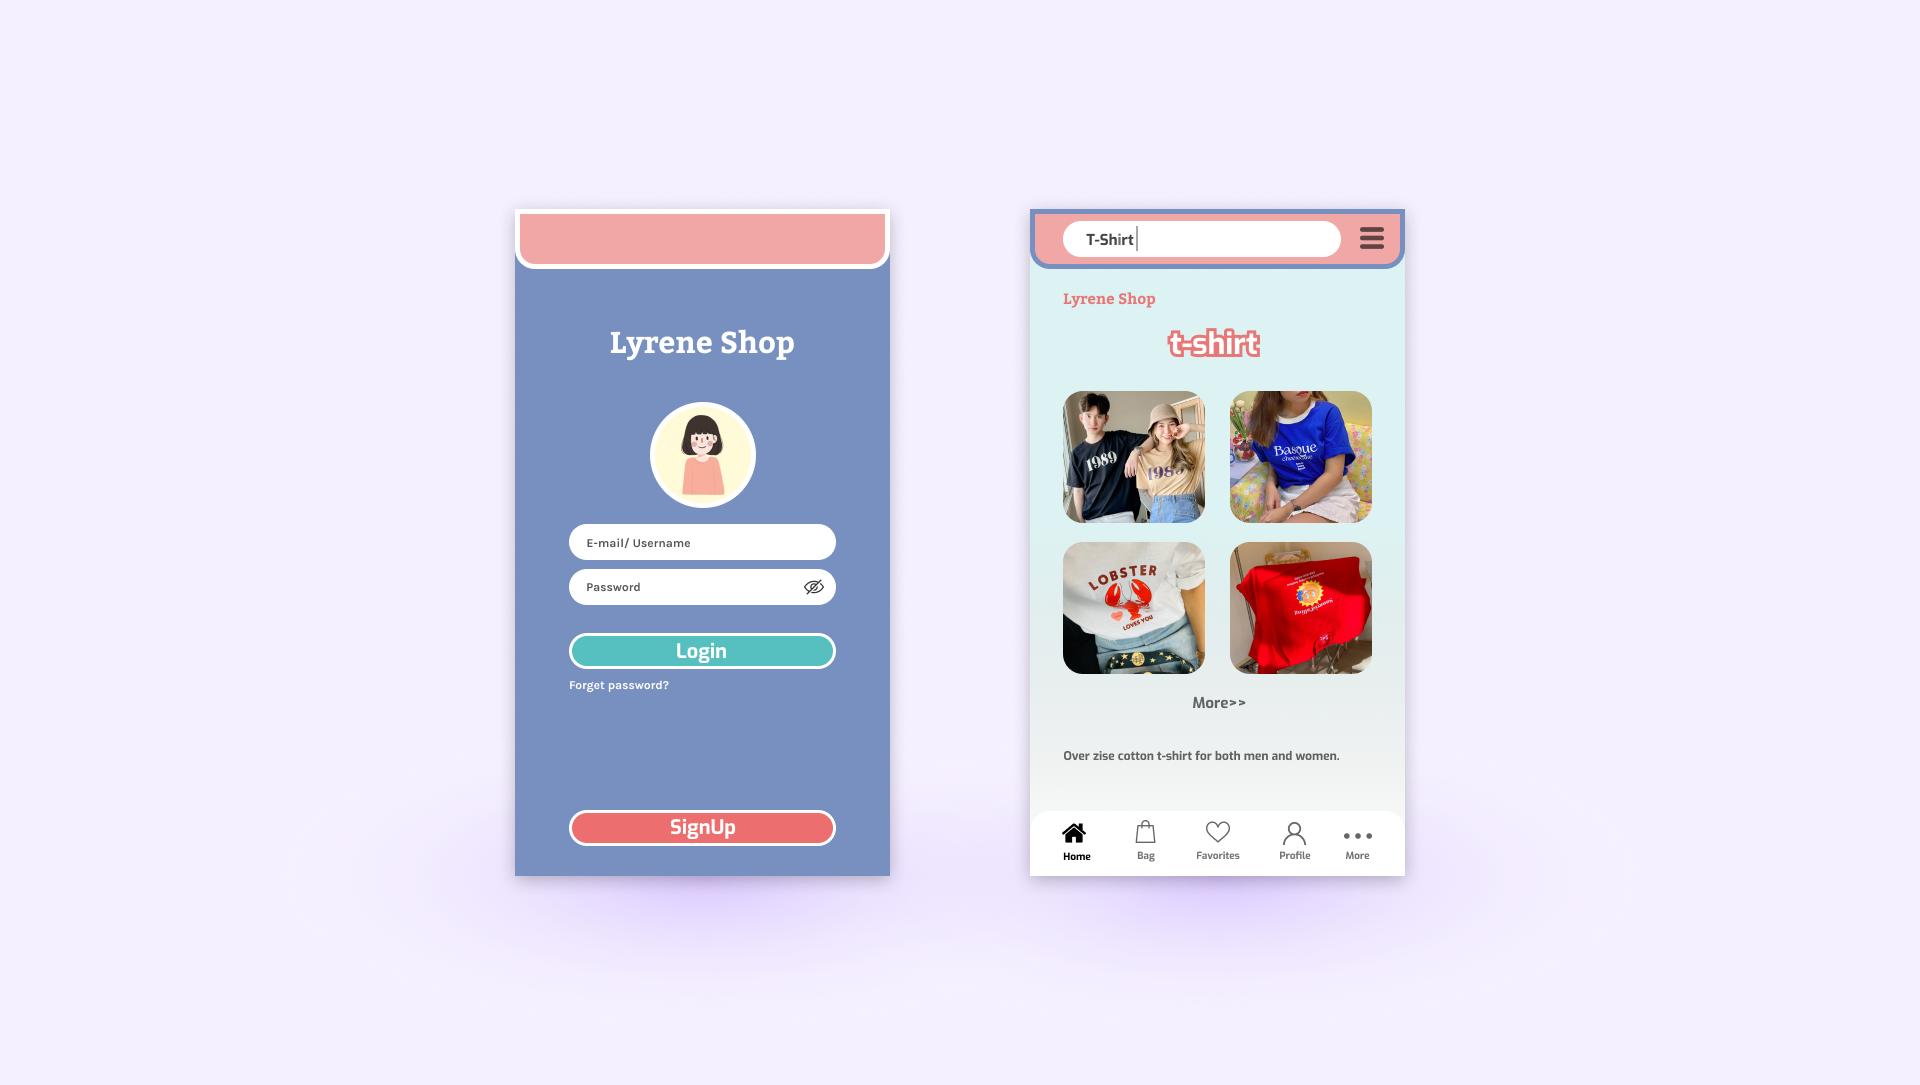 Lyrene Shop
E-mail/ Username
Password
Login
Forget password?
SignUp
T-Shirt
Lyrene Shop
t-shirt
1989
1989
Basque
cheesecake
LOBSTER
LOVES YOU
More>>
Over zise cotton t-shirt for both men and women.
Home
Bag
Favorites
Profile
More